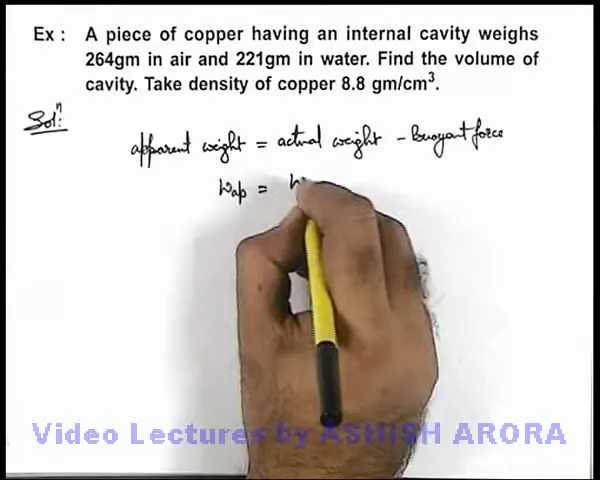 Ex : A piece of copper having an internal cavity weighs
264gm in air and 221gm in water. Find the volume of
cavity. Take density of copper 8.8 gm/cm³.
Solⁿ:
apparent weight = actual weight - Buoyant force
Wap =
Video Lectures by ASHISH ARORA